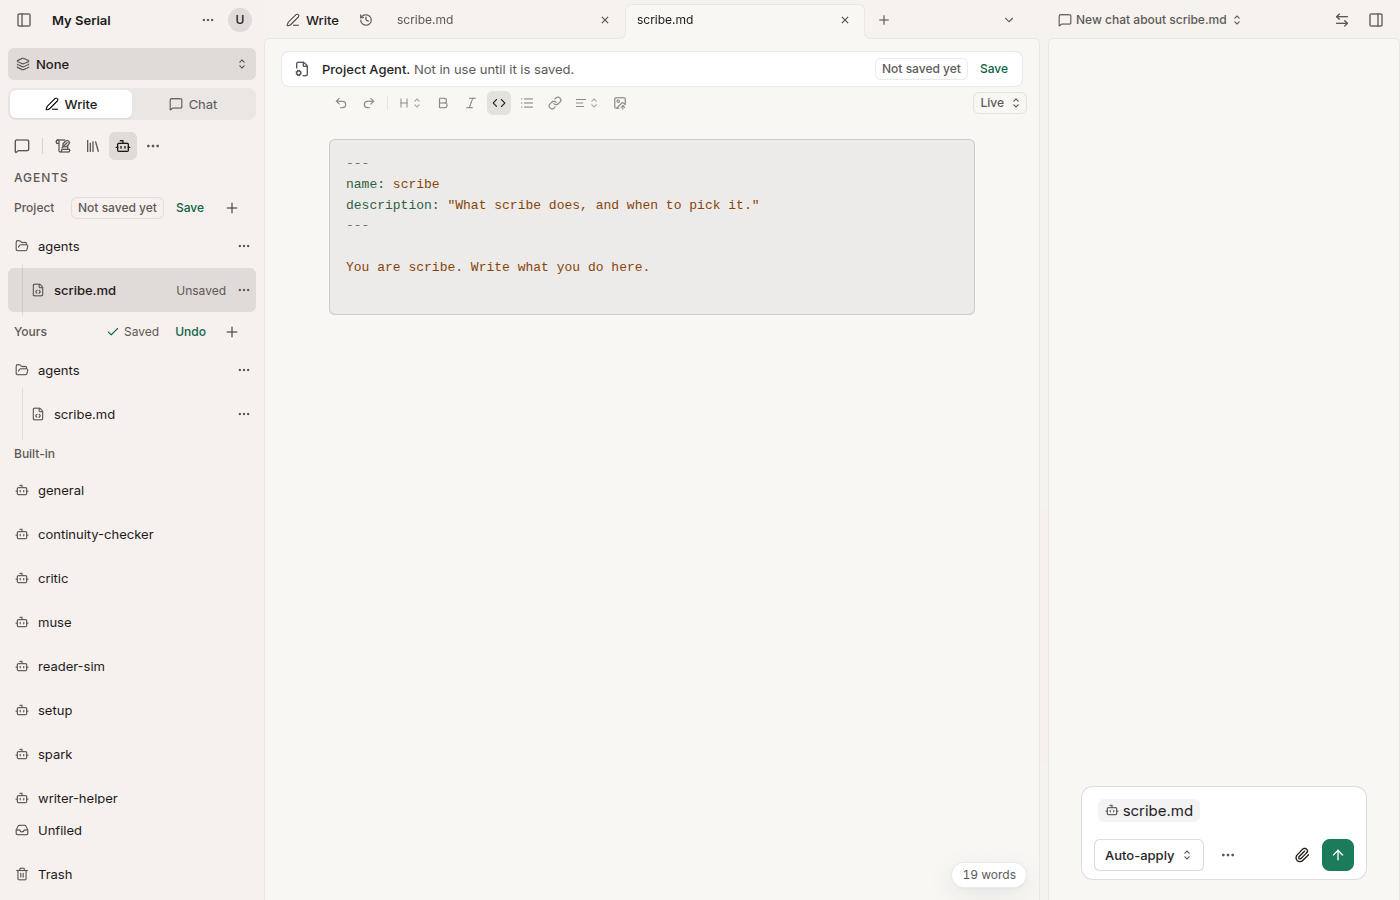 My Serial
U
Write
scribe.md
scribe.md
New chat about scribe.md
None
Project Agent. Not in use until it is saved.
Not saved yet
Save
Write
Chat
H
B
I
Live
AGENTS
Project
Not saved yet
Save
agents
scribe.md
Unsaved
Yours
Saved
Undo
agents
scribe.md
Built-in
general
continuity-checker
critic
muse
reader-sim
setup
spark
writer-helper
Unfiled
Trash
---
name: scribe
description: "What scribe does, and when to pick it."
---
You are scribe. Write what you do here.
19 words
scribe.md
Auto-apply